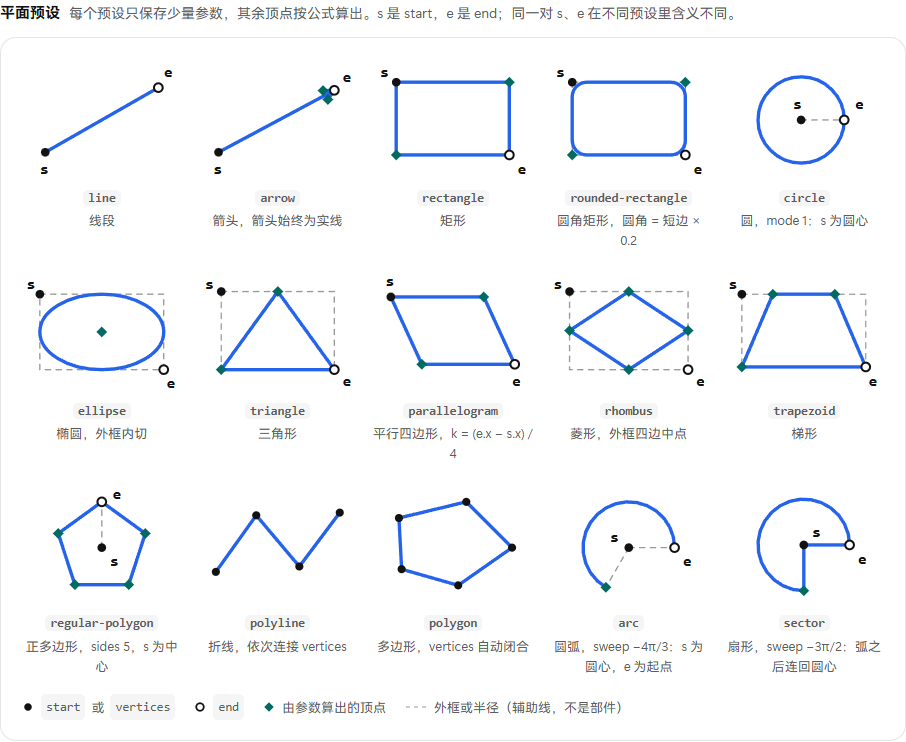 平面预设 每个预设只保存少量参数，其余顶点按公式算出。s 是 start，e 是 end；同一对 s、e 在不同预设里含义不同。
s e
line
线段
s e
arrow
箭头，箭头始终为实线
s e
rectangle
矩形
s e
rounded-rectangle
圆角矩形，圆角 = 短边 ×
0.2
s e
circle
圆，mode 1：s 为圆心
s e
ellipse
椭圆，外框内切
s e
triangle
三角形
s e
parallelogram
平行四边形，k = (e.x − s.x) /
4
s e
rhombus
菱形，外框四边中点
s e
trapezoid
梯形
e s
regular-polygon
正多边形，sides 5，s 为中
心
polyline
折线，依次连接 vertices
polygon
多边形，vertices 自动闭合
s e
arc
圆弧，sweep −4π/3：s 为
圆心，e 为起点
s e
sector
扇形，sweep −3π/2：弧之
后连回圆心
start 或 vertices end 由参数算出的顶点 外框或半径（辅助线，不是部件）